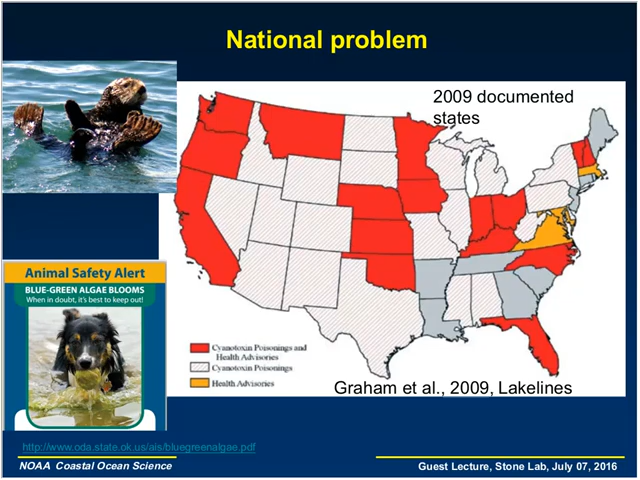 National problem
2009 documented
states
Animal Safety Alert
BLUE-GREEN ALGAE BLOOMS
When in doubt, it's best to keep out!
Cyanotoxin Poisonings and
Health Advisories
Cyanotoxin Poisonings
Health Advisories
Graham et al., 2009, Lakelines
http://www.oda.state.ok.us/ais/bluegreenalgae.pdf
NOAA Coastal Ocean Science
Guest Lecture, Stone Lab, July 07, 2016